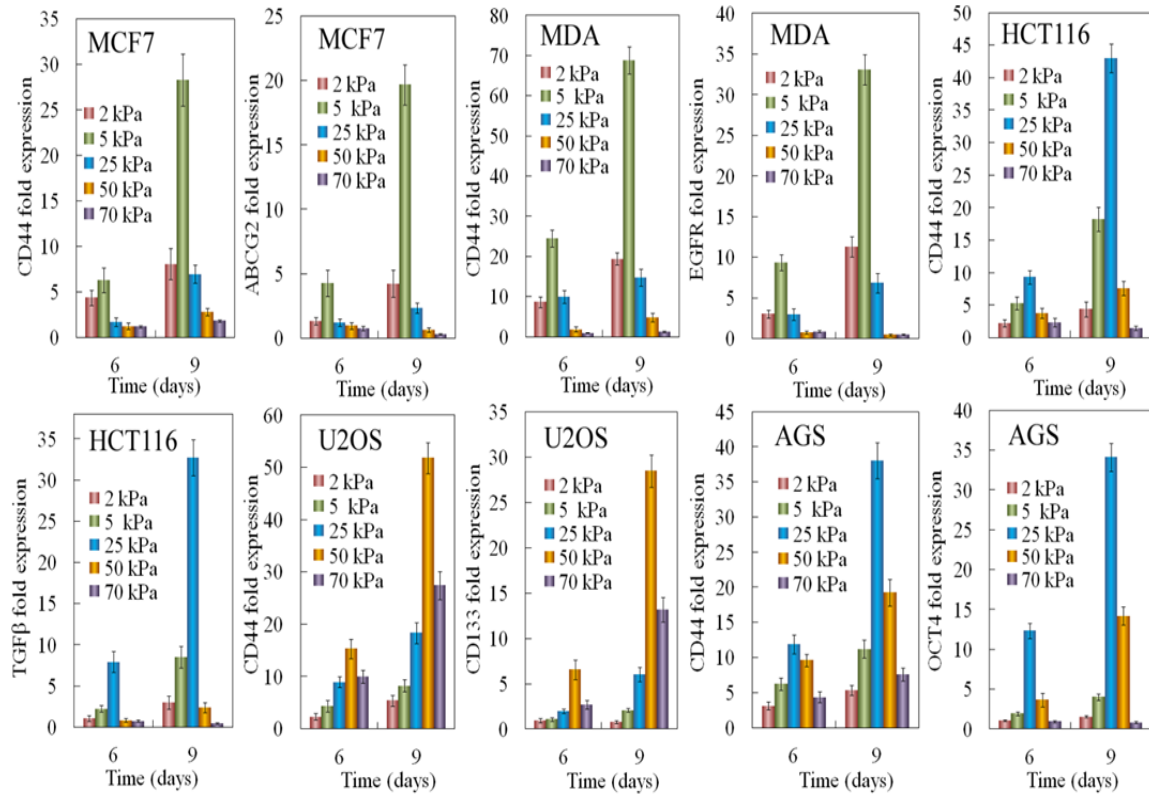 MCF7
CD44 fold expression
35
30
25
20
15
10
5
0
2 kPa
5 kPa
25 kPa
50 kPa
70 kPa
6 9
Time (days)
MCF7
ABCG2 fold expression
25
20
15
10
5
0
2 kPa
5 kPa
25 kPa
50 kPa
70 kPa
6 9
Time (days)
MDA
CD44 fold expression
80
70
60
50
40
30
20
10
0
2 kPa
5 kPa
25 kPa
50 kPa
70 kPa
6 9
Time (days)
MDA
EGFR fold expression
40
35
30
25
20
15
10
5
0
2 kPa
5 kPa
25 kPa
50 kPa
70 kPa
6 9
Time (days)
HCT116
CD44 fold expression
50
45
40
35
30
25
20
15
10
5
0
2 kPa
5 kPa
25 kPa
50 kPa
70 kPa
6 9
Time (days)
HCT116
TGFβ fold expression
35
30
25
20
15
10
5
0
2 kPa
5 kPa
25 kPa
50 kPa
70 kPa
6 9
Time (days)
U2OS
CD44 fold expression
60
50
40
30
20
10
0
2 kPa
5 kPa
25 kPa
50 kPa
70 kPa
6 9
Time (days)
U2OS
CD133 fold expression
35
30
25
20
15
10
5
0
2 kPa
5 kPa
25 kPa
50 kPa
70 kPa
6 9
Time (days)
AGS
CD44 fold expression
45
40
35
30
25
20
15
10
5
0
2 kPa
5 kPa
25 kPa
50 kPa
70 kPa
6 9
Time (days)
AGS
OCT4 fold expression
40
35
30
25
20
15
10
5
0
2 kPa
5 kPa
25 kPa
50 kPa
70 kPa
6 9
Time (days)